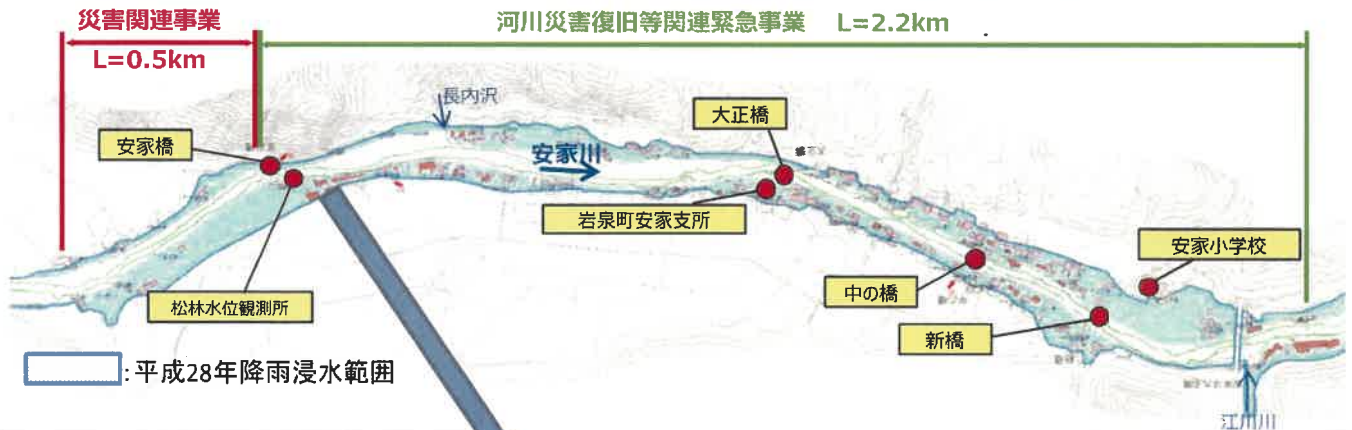 災害関連事業
L=0.5km
河川災害復旧等関連緊急事業 L=2.2km
長内沢
大正橋
安家橋
安家川
岩泉町安家支所
安家小学校
松林水位観測所
中の橋
新橋
:平成28年降雨浸水範囲
江川川